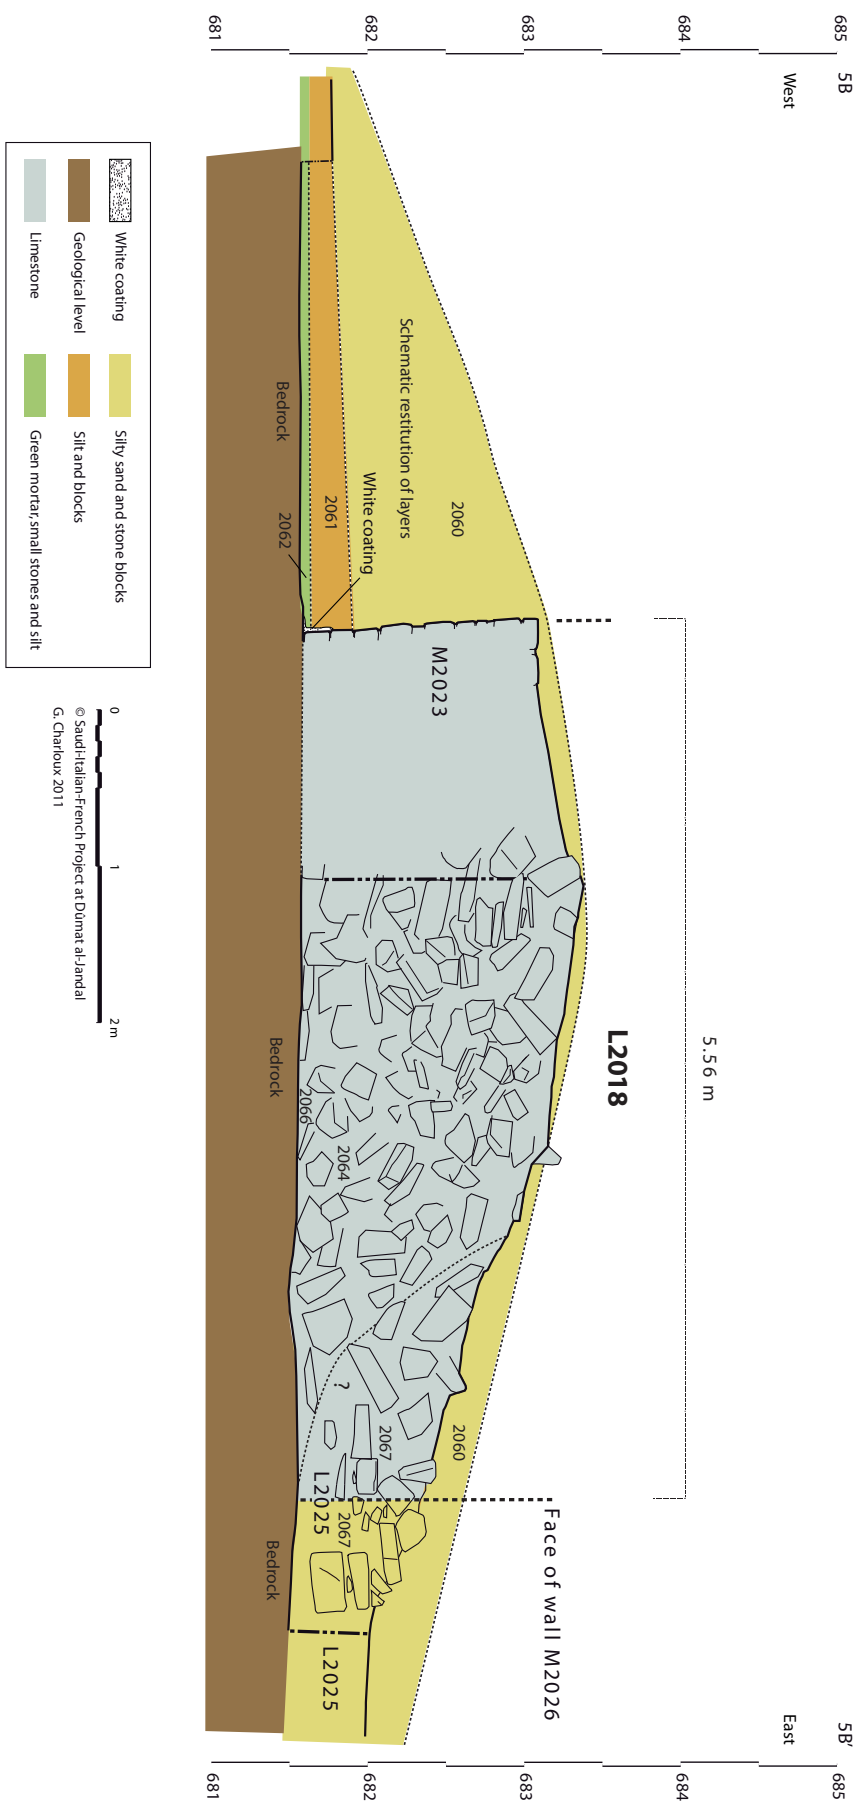 5B
5B'
West
East
685
684
683
682
681
685
684
683
682
681
5.56 m
L2018
Face of wall M2026
Schematic restitution of layers
2060
White coating
2061
2062
M2023
2060
2064
2066
?
2067
L2025
2067
L2025
Bedrock
Bedrock
Bedrock
White coating
Silty sand and stone blocks
Geological level
Silt and blocks
Limestone
Green mortar, small stones and silt
0 1 2 m
© Saudi-Italian-French Project at Dûmat al-Jandal
G. Charloux 2011